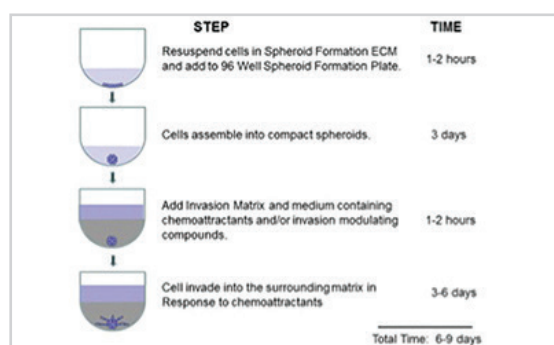 STEP TIME
Resuspend cells in Spheroid Formation ECM
and add to 96 Well Spheroid Formation Plate.
1-2 hours
Cells assemble into compact spheroids.
3 days
Add Invasion Matrix and medium containing
chemoattractants and/or invasion modulating
compounds.
1-2 hours
Cell invade into the surrounding matrix in
Response to chemoattractants
3-6 days
Total Time: 6-9 days